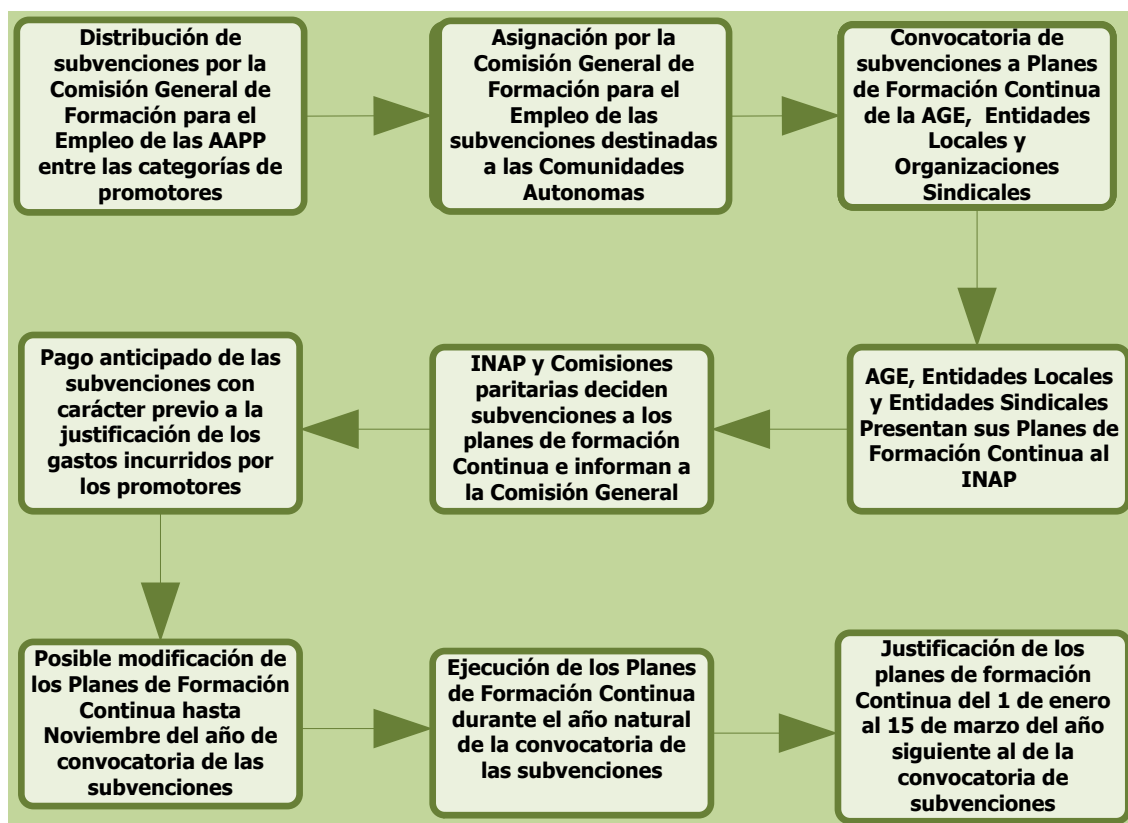 Distribución de
subvenciones por la
Comisión General de
Formación para el
Empleo de las AAPP
entre las categorías de
promotores
Asignación por la
Comisión General de
Formación para el
Empleo de las
subvenciones destinadas
a las Comunidades
Autonomas
Convocatoria de
subvenciones a Planes
de Formación Continua
de la AGE, Entidades
Locales y
Organizaciones
Sindicales
AGE, Entidades Locales
y Entidades Sindicales
Presentan sus Planes de
Formación Continua al
INAP
INAP y Comisiones
paritarias deciden
subvenciones a los
planes de formación
Continua e informan a
la Comisión General
Pago anticipado de las
subvenciones con
carácter previo a la
justificación de los
gastos incurridos por
los promotores
Posible modificación de
los Planes de Formación
Continua hasta
Noviembre del año de
convocatoria de las
subvenciones
Ejecución de los Planes
de Formación Continua
durante el año natural
de la convocatoria de
las subvenciones
Justificación de los
planes de formación
Continua del 1 de enero
al 15 de marzo del año
siguiente al de la
convocatoria de
subvenciones